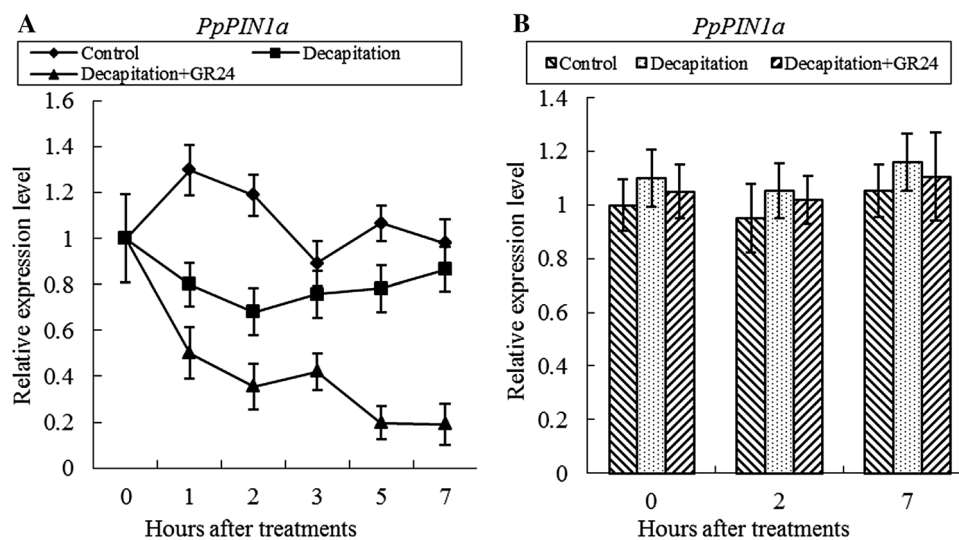 A
PpPIN1a
Control
Decapitation
Decapitation+GR24
Relative expression level
1.6
1.4
1.2
1
0.8
0.6
0.4
0.2
0
0 1 2 3 5 7
Hours after treatments
B
PpPIN1a
Control Decapitation Decapitation+GR24
Relative expression level
1.4
1.2
1
0.8
0.6
0.4
0.2
0
0 2 7
Hours after treatments